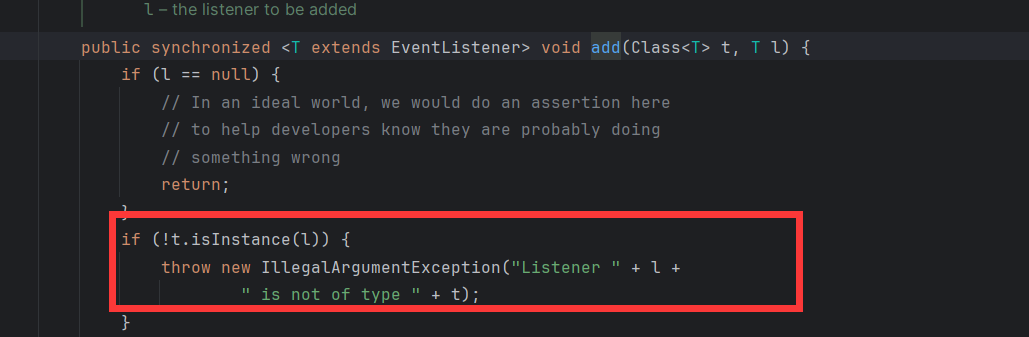 l – the listener to be added
public synchronized <T extends EventListener> void add(Class<T> t, T l) {
if (l == null) {
// In an ideal world, we would do an assertion here
// to help developers know they are probably doing
// something wrong
return;
}
if (!t.isInstance(l)) {
throw new IllegalArgumentException("Listener " + l +
" is not of type " + t);
}